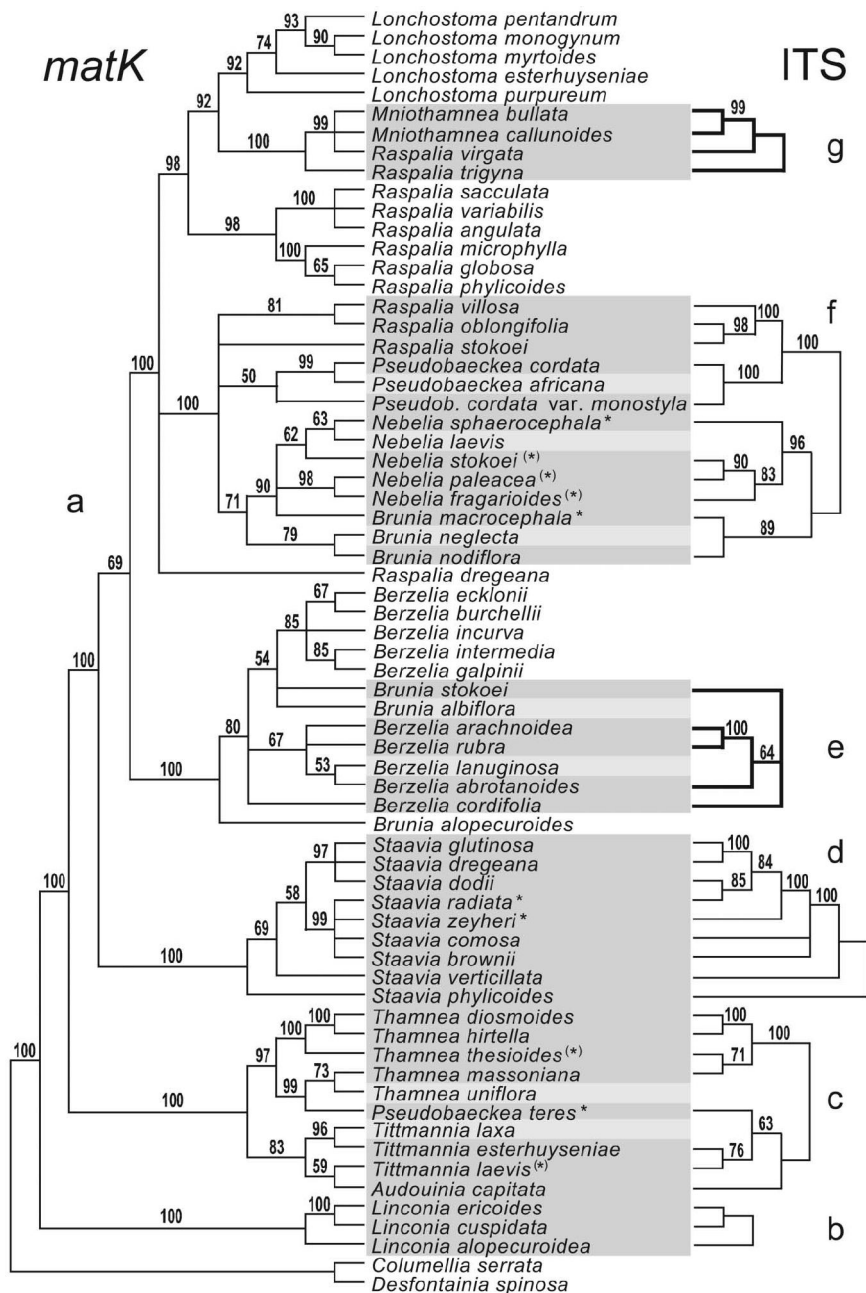 matK
ITS
93
Lonchostoma pentandrum
74
90
Lonchostoma monogynum
92
Lonchostoma myrtoides
92
Lonchostoma esterhuyseniae
Lonchostoma purpureum
99
Mniothamnea bullata
99
100
Mniothamnea callunoides
g
98
Raspalia virgata
Raspalia trigyna
100
Raspalia sacculata
98
Raspalia variabilis
Raspalia angulata
100
Raspalia microphylla
65
Raspalia globosa
Raspalia phylicoides
81
Raspalia villosa
100
f
98
Raspalia oblongifolia
100
100
100
Raspalia stokoei
99
Pseudobaeckea cordata
100
50
Pseudobaeckea africana
Pseudob. cordata var. monostyla
63
Nebelia sphaerocephala*
62
Nebelia laevis
96
90
98
Nebelia stokoei (*)
90
83
Nebelia paleacea (*)
a
71
Nebelia fragarioides (*)
Brunia macrocephala*
89
79
Brunia neglecta
69
Brunia nodiflora
Raspalia dregeana
67
Berzelia ecklonii
85
Berzelia burchellii
Berzelia incurva
100
54
85
Berzelia intermedia
Berzelia galpinii
Brunia stokoei
80
Brunia albiflora
67
Berzelia arachnoidea
100
Berzelia rubra
64
e
100
53
Berzelia lanuginosa
Berzelia abrotanoides
Berzelia cordifolia
Brunia alopecuroides
97
Staavia glutinosa
100
d
100
58
Staavia dregeana
84
Staavia dodii
85
100
100
99
Staavia radiata*
69
Staavia zeyheri*
100
Staavia comosa
Staavia brownii
Staavia verticillata
Staavia phylicoides
100
Thamnea diosmoides
100
100
100
97
Thamnea hirtella
100
Thamnea thesioides (*)
71
73
Thamnea massoniana
99
Thamnea uniflora
c
100
Pseudobaeckea teres*
63
96
Tittmannia laxa
83
Tittmannia esterhuyseniae
76
59
Tittmannia laevis (*)
Audouinia capitata
100
Linconia ericoides
100
Linconia cuspidata
b
Linconia alopecuroidea
Columellia serrata
Desfontainia spinosa